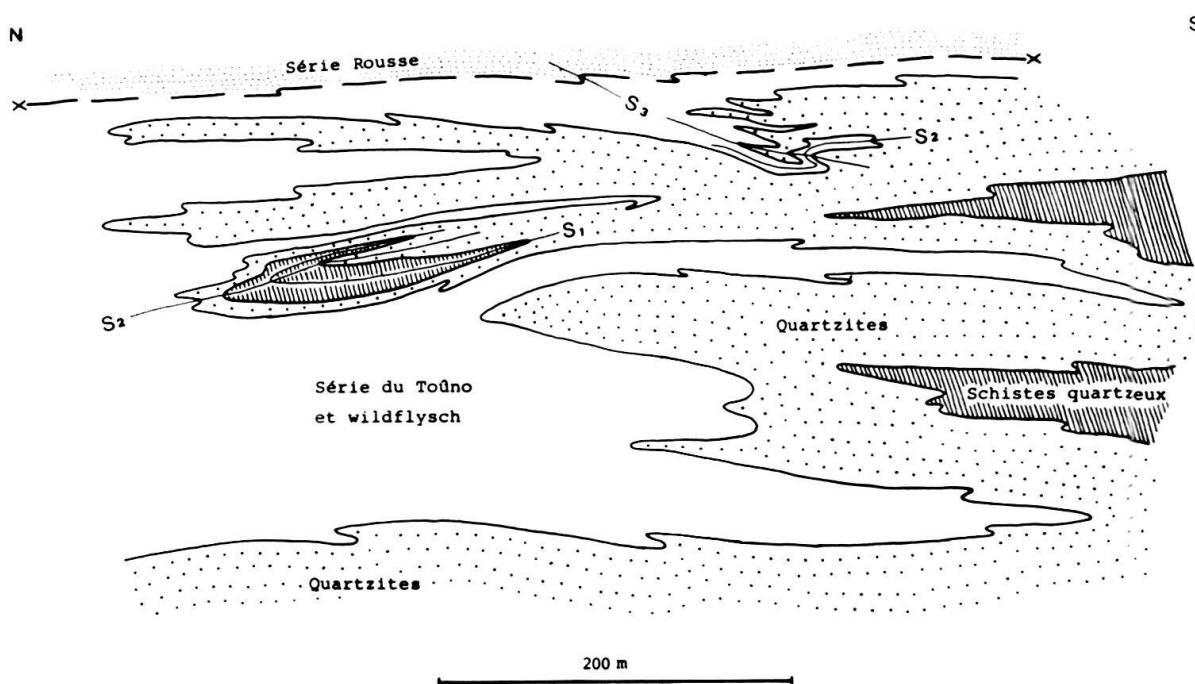 N
S
Série Rousse
S3
S2
S1
S2
Quartzites
Série du Toûno
et wildflysch
Schistes quartzeux
Quartzites
200 m